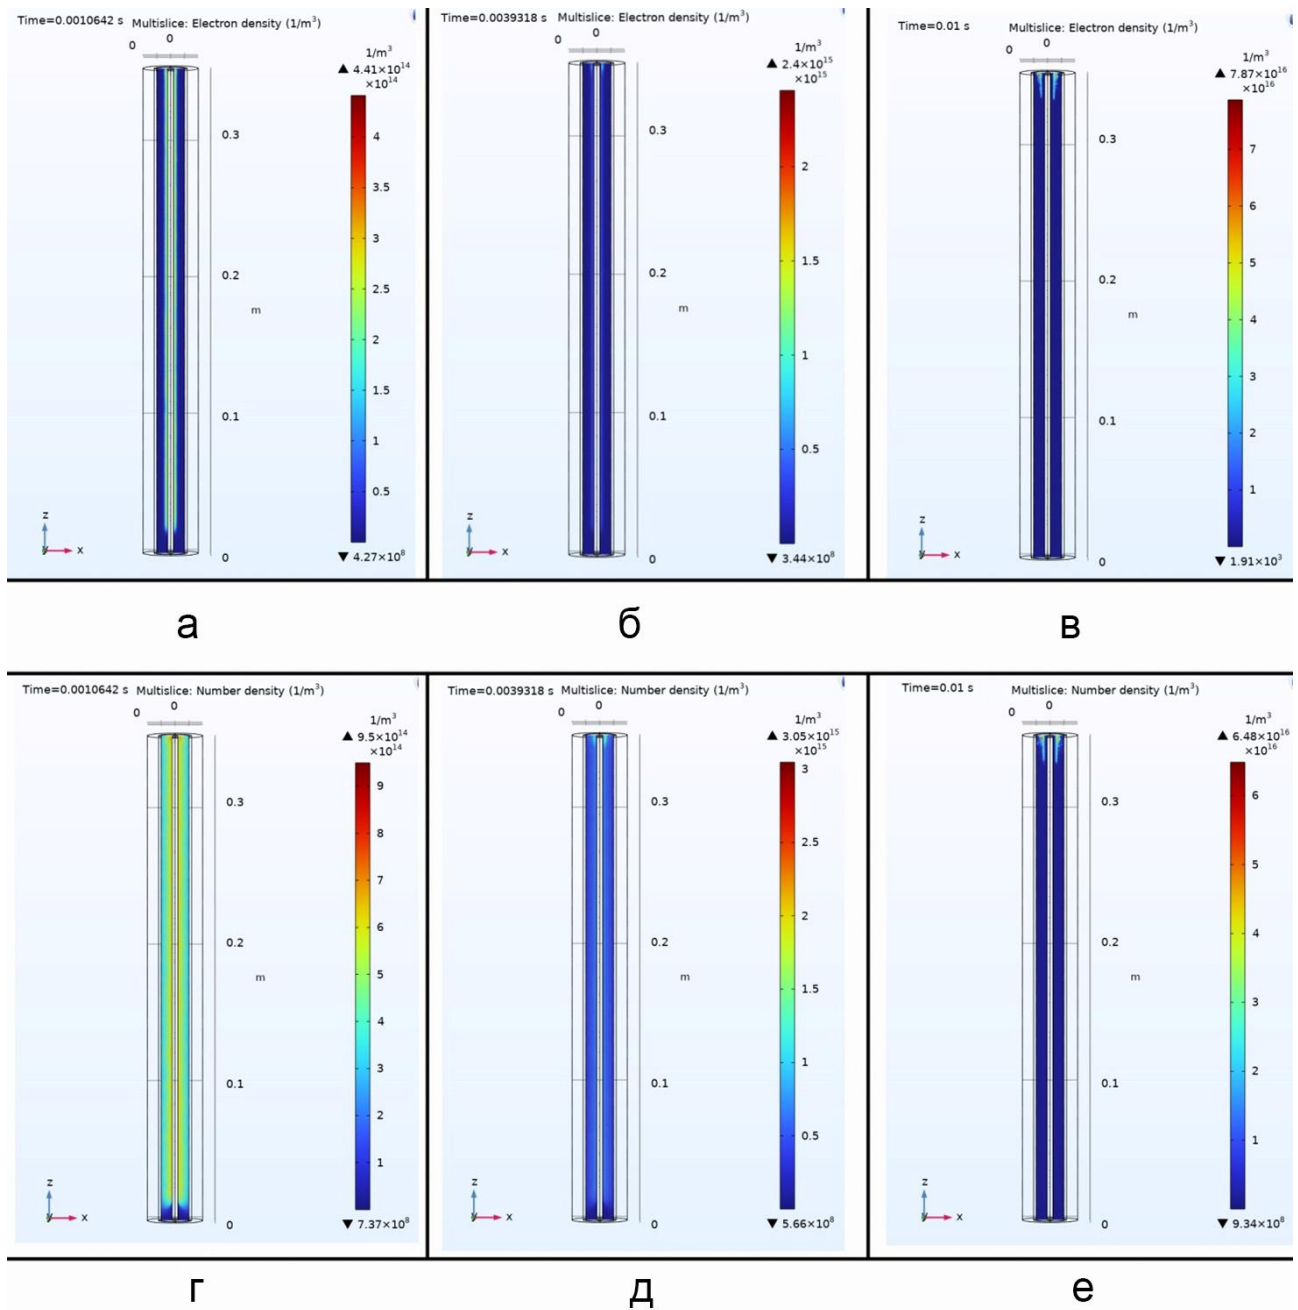 Time=0.0010642 s Multislice: Electron density (1/m³)
0 0
1/m³
▲ 4.41×10¹⁴
×10¹⁴
4
3.5
3
2.5
2
1.5
1
0.5
▼ 4.27×10⁸
0.3
0.2
m
0.1
0
z
y x
Time=0.0039318 s Multislice: Electron density (1/m³)
0 0
1/m³
▲ 2.4×10¹⁵
×10¹⁵
2
1.5
1
0.5
▼ 3.44×10⁸
0.3
0.2
m
0.1
0
z
y x
Time=0.01 s Multislice: Electron density (1/m³)
0 0
1/m³
▲ 7.87×10¹⁶
×10¹⁶
7
6
5
4
3
2
1
▼ 1.91×10³
0.3
0.2
m
0.1
0
z
y x
а б в
Time=0.0010642 s Multislice: Number density (1/m³)
0 0
1/m³
▲ 9.5×10¹⁴
×10¹⁴
9
8
7
6
5
4
3
2
1
▼ 7.37×10⁸
0.3
0.2
m
0.1
0
z
y x
Time=0.0039318 s Multislice: Number density (1/m³)
0 0
1/m³
▲ 3.05×10¹⁵
×10¹⁵
3
2.5
2
1.5
1
0.5
▼ 5.66×10⁸
0.3
0.2
m
0.1
0
z
y x
Time=0.01 s Multislice: Number density (1/m³)
0 0
1/m³
▲ 6.48×10¹⁶
×10¹⁶
6
5
4
3
2
1
▼ 9.34×10⁸
0.3
0.2
m
0.1
0
z
y x
г д е